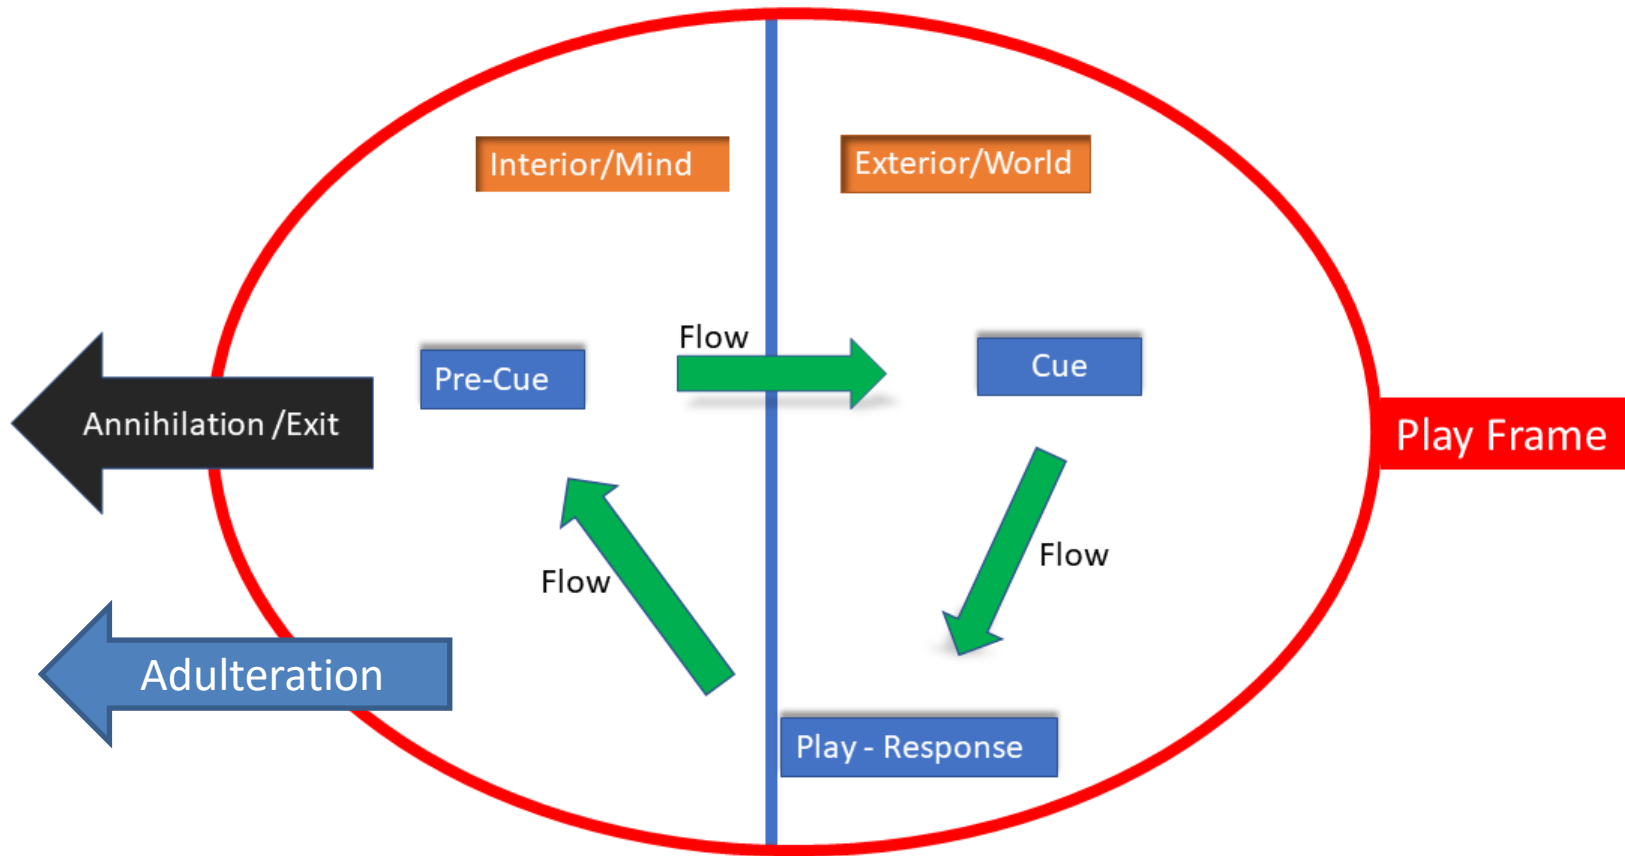 Interior/Mind
Exterior/World
Flow
Pre-Cue
Cue
Annihilation /Exit
Play Frame
Flow
Flow
Adulteration
Play - Response